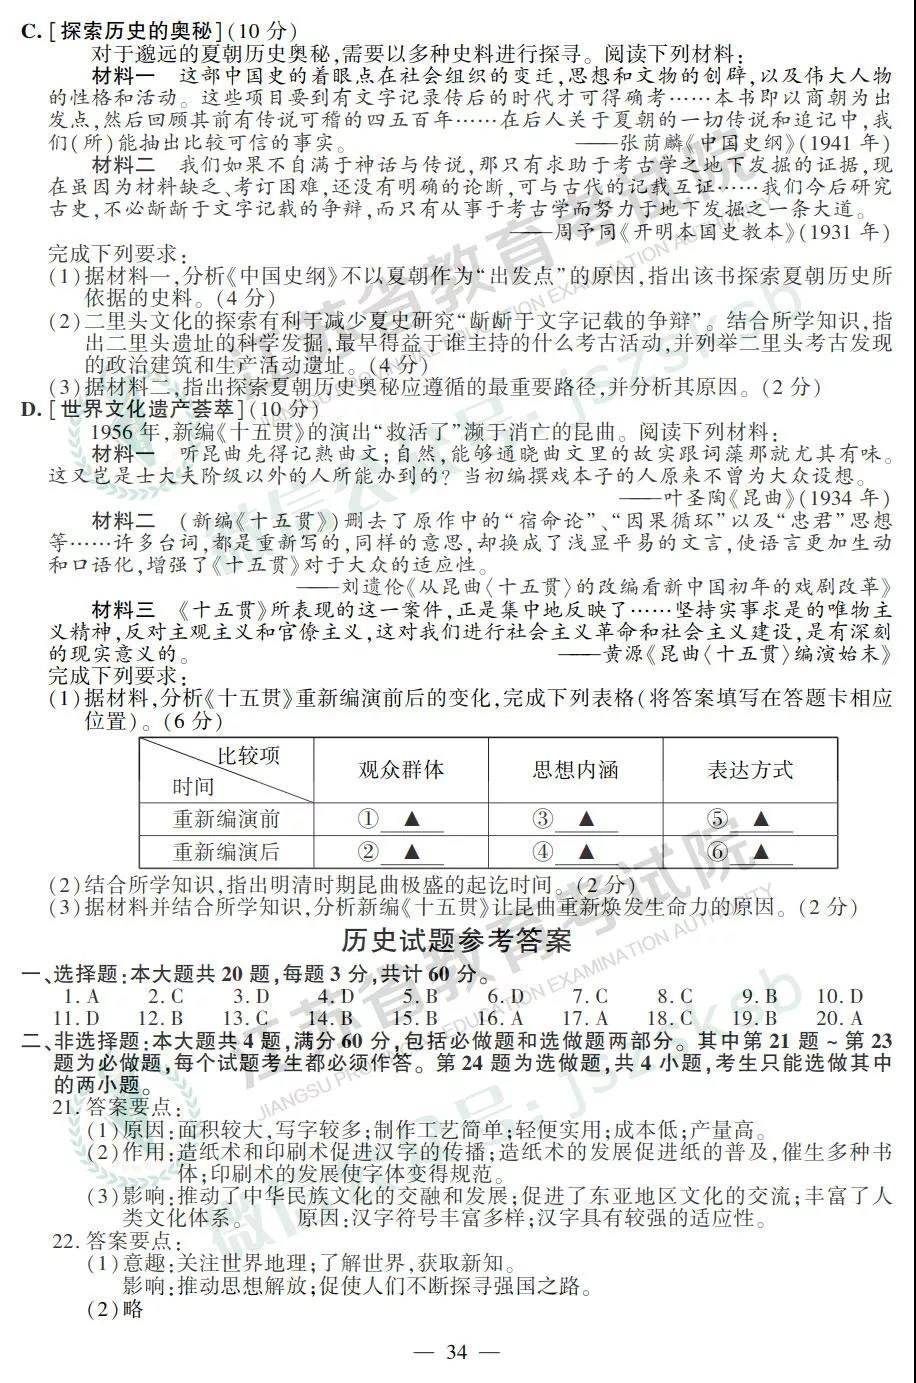 C. [探索历史的奥秘](10 分)
对于邈远的夏朝历史奥秘,需要以多种史料进行探寻。阅读下列材料:
材料一 这部中国史的着眼点在社会组织的变迁,思想和文物的创辟,以及伟大人物
的性格和活动。这些项目要到有文字记录传后的时代才可得确考……本书即以商朝为出
发点,然后回顾其前有传说可稽的四五百年……在后人关于夏朝的一切传说和追记中,我
们(所)能抽出比较可信的事实。 ——张荫麟《中国史纲》(1941 年)
材料二 我们如果不自满于神话与传说,那只有求助于考古学之地下发掘的证据,现
在虽因为材料缺乏、考订困难,还没有明确的论断,可与古代的记载互证……我们今后研究
古史,不必龂龂于文字记载的争辩,而只有从事于考古学而努力于地下发掘之一条大道。
——周予同《开明本国史教本》(1931 年)
完成下列要求:
(1)据材料一,分析《中国史纲》不以夏朝作为“出发点”的原因,指出该书探索夏朝历史所
依据的史料。(4 分)
(2)二里头文化的探索有利于减少夏史研究“龂龂于文字记载的争辩”。结合所学知识,指
出二里头遗址的科学发掘,最早得益于谁主持的什么考古活动,并列举二里头考古发现
的政治建筑和生产活动遗址。(4 分)
(3)据材料二,指出探索夏朝历史奥秘应遵循的最重要路径,并分析其原因。(2 分)
D. [世界文化遗产荟萃](10 分)
1956 年,新编《十五贯》的演出“救活了”濒于消亡的昆曲。阅读下列材料:
材料一 听昆曲先得记熟曲文;自然,能够通晓曲文里的故实跟词藻那就尤其有味。
这又岂是士大夫阶级以外的人所能办到的?当初编撰戏本子的人原来不曾为大众设想。
——叶圣陶《昆曲》(1934 年)
材料二 (新编《十五贯》)删去了原作中的“宿命论”、“因果循环”以及“忠君”思想
等……许多台词,都是重新写的,同样的意思,却换成了浅显平易的文言,使语言更加生动
和口语化,增强了《十五贯》对于大众的适应性。
——刘遗伦《从昆曲〈十五贯〉的改编看新中国初年的戏剧改革》
材料三 《十五贯》所表现的这一案件,正是集中地反映了……坚持实事求是的唯物主
义精神,反对主观主义和官僚主义,这对我们进行社会主义革命和社会主义建设,是有深刻
的现实意义的。 ——黄源《昆曲〈十五贯〉编演始末》
完成下列要求:
(1)据材料,分析《十五贯》重新编演前后的变化,完成下列表格(将答案填写在答题卡相应
位置)。(6 分)
比较项
时间
观众群体 思想内涵 表达方式
重新编演前 ① ▲ ③ ▲ ⑤ ▲
重新编演后 ② ▲ ④ ▲ ⑥ ▲
(2)结合所学知识,指出明清时期昆曲极盛的起讫时间。(2 分)
(3)据材料并结合所学知识,分析新编《十五贯》让昆曲重新焕发生命力的原因。(2 分)
历史试题参考答案
一、选择题:本大题共 20 题,每题 3 分,共计 60 分。
1. A 2. C 3. D 4. D 5. B 6. D 7. C 8. C 9. B 10. D
11. D 12. B 13. C 14. B 15. B 16. A 17. A 18. C 19. B 20. A
二、非选择题:本大题共 4 题,满分 60 分,包括必做题和选做题两部分。其中第 21 题～第 23
题为必做题,每个试题考生都必须作答。第 24 题为选做题,共 4 小题,考生只能选做其中
的两小题。
21. 答案要点:
(1)原因:面积较大,写字较多;制作工艺简单;轻便实用;成本低;产量高。
(2)作用:造纸术和印刷术促进汉字的传播;造纸术的发展促进纸的普及,催生多种书
体;印刷术的发展使字体变得规范。
(3)影响:推动了中华民族文化的交融和发展;促进了东亚地区文化的交流;丰富了人
类文化体系。 原因:汉字符号丰富多样;汉字具有较强的适应性。
22. 答案要点:
(1)意趣:关注世界地理;了解世界,获取新知。
影响:推动思想解放;促使人们不断探寻强国之路。
(2)略
— 34 —
江苏省教育考试院
JIANGSU PROVINCIAL EDUCATION EXAMINATION AUTHORITY
微信公众号:jszsksb
江苏省教育考试院
JIANGSU PROVINCIAL EDUCATION EXAMINATION AUTHORITY
微信公众号:jszsksb